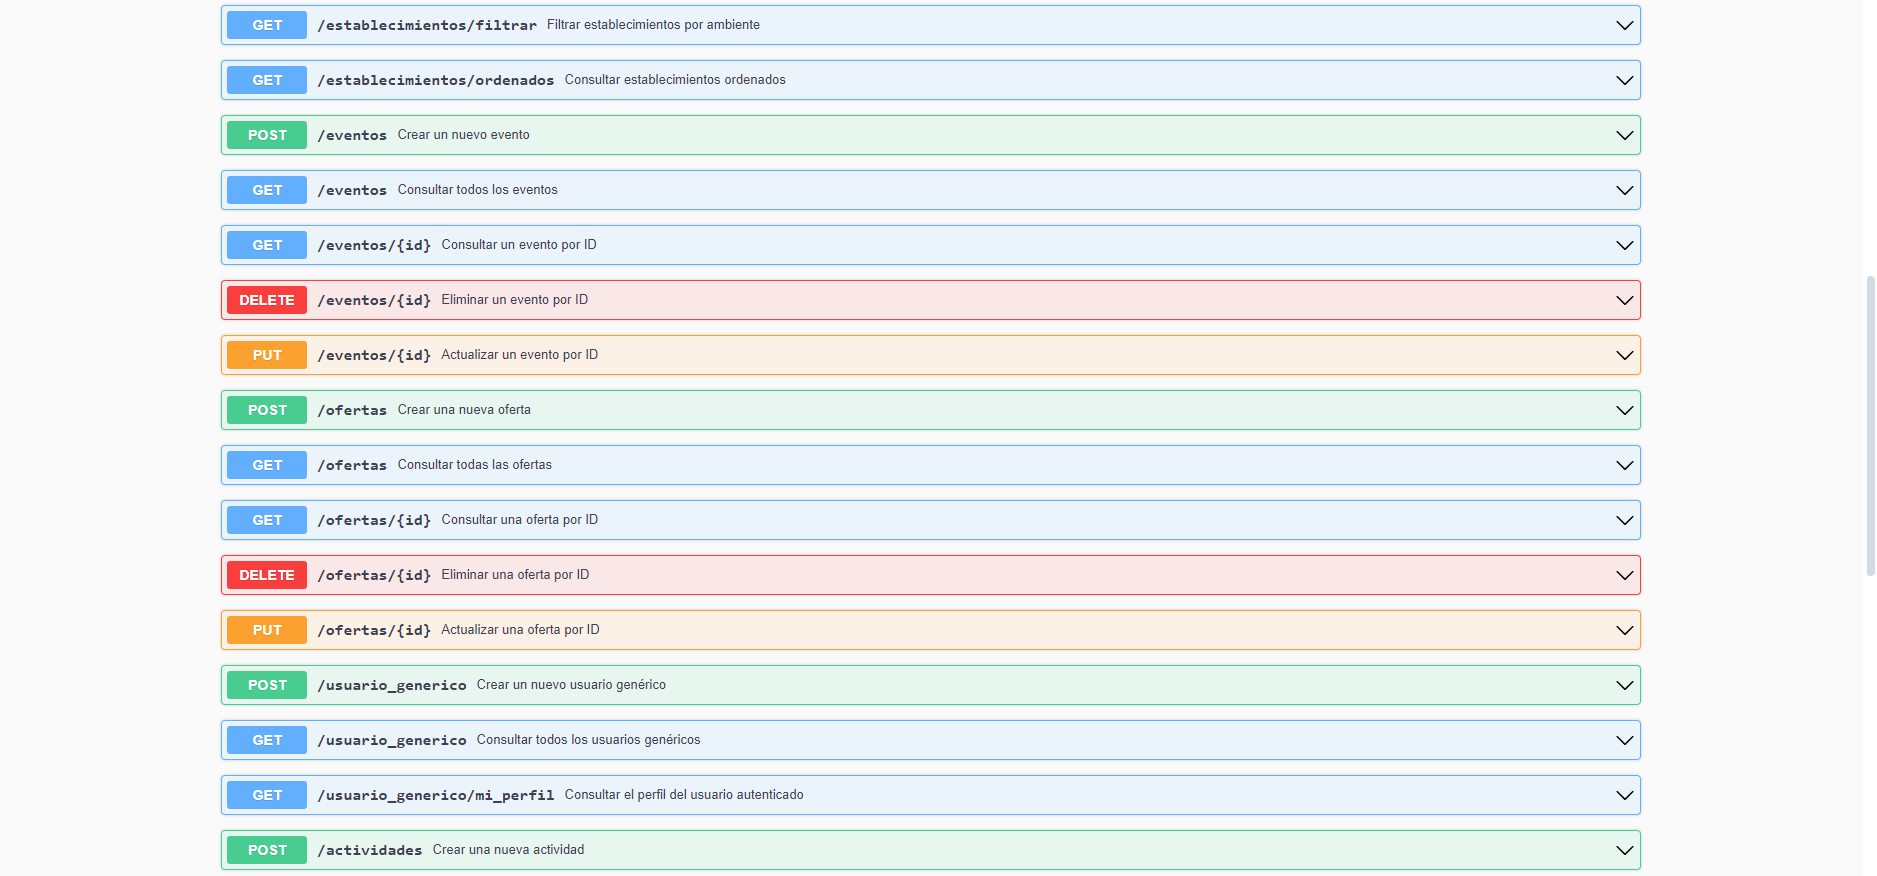 GET /establecimientos/filtrar Filtrar establecimientos por ambiente
GET /establecimientos/ordenados Consultar establecimientos ordenados
POST /eventos Crear un nuevo evento
GET /eventos Consultar todos los eventos
GET /eventos/{id} Consultar un evento por ID
DELETE /eventos/{id} Eliminar un evento por ID
PUT /eventos/{id} Actualizar un evento por ID
POST /ofertas Crear una nueva oferta
GET /ofertas Consultar todas las ofertas
GET /ofertas/{id} Consultar una oferta por ID
DELETE /ofertas/{id} Eliminar una oferta por ID
PUT /ofertas/{id} Actualizar una oferta por ID
POST /usuario_generico Crear un nuevo usuario genérico
GET /usuario_generico Consultar todos los usuarios genéricos
GET /usuario_generico/mi_perfil Consultar el perfil del usuario autenticado
POST /actividades Crear una nueva actividad